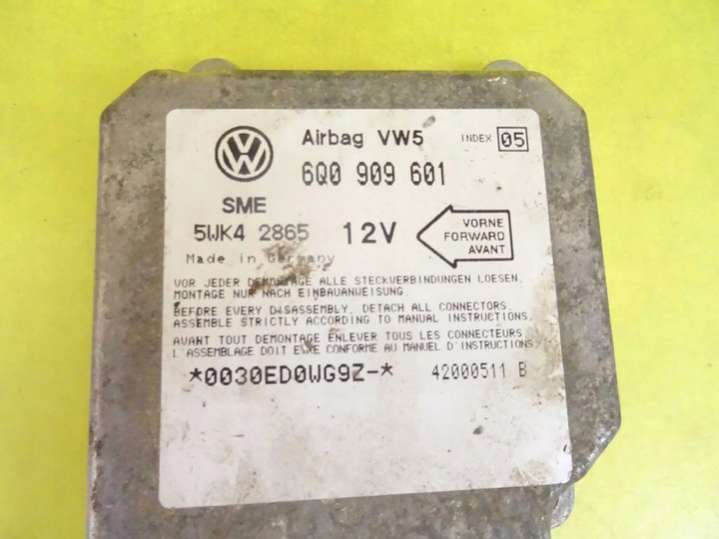 Airbag VW5 INDEX 05
6Q0 909 601
SME
5WK4 2865 12V
VORNE
FORWARD
AVANT
Made in Germany
VOR JEDER DEMONTAGE ALLE STECKVERBINDUNGEN LOESEN,
MONTAGE NUR NACH EINBAUANWEISUNG
BEFORE EVERY DISASSEMBLY, DETACH ALL CONNECTORS.
ASSEMBLE STRICTLY ACCORDING TO MANUAL INSTRUCTIONS.
AVANT TOUT DEMONTAGE ENLEVER TOUS LES CONNECTEURS
L'ASSEMBLAGE DOIT ETRE CONFORME AU MANUEL D'INSTRUCTIONS
*0030ED0WG9Z-* 42000511 B